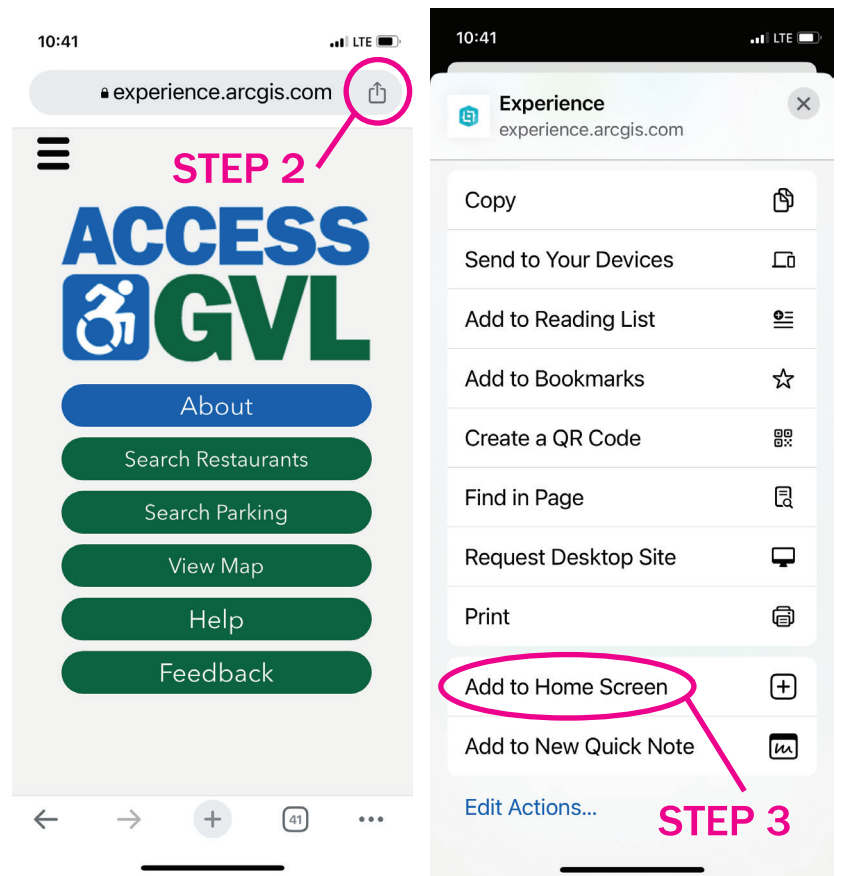 10:41
LTE
experience.arcgis.com
STEP 2
ACCESS
GVL
About
Search Restaurants
Search Parking
View Map
Help
Feedback
41
10:41
LTE
Experience
experience.arcgis.com
Copy
Send to Your Devices
Add to Reading List
Add to Bookmarks
Create a QR Code
Find in Page
Request Desktop Site
Print
Add to Home Screen
Add to New Quick Note
Edit Actions...
STEP 3